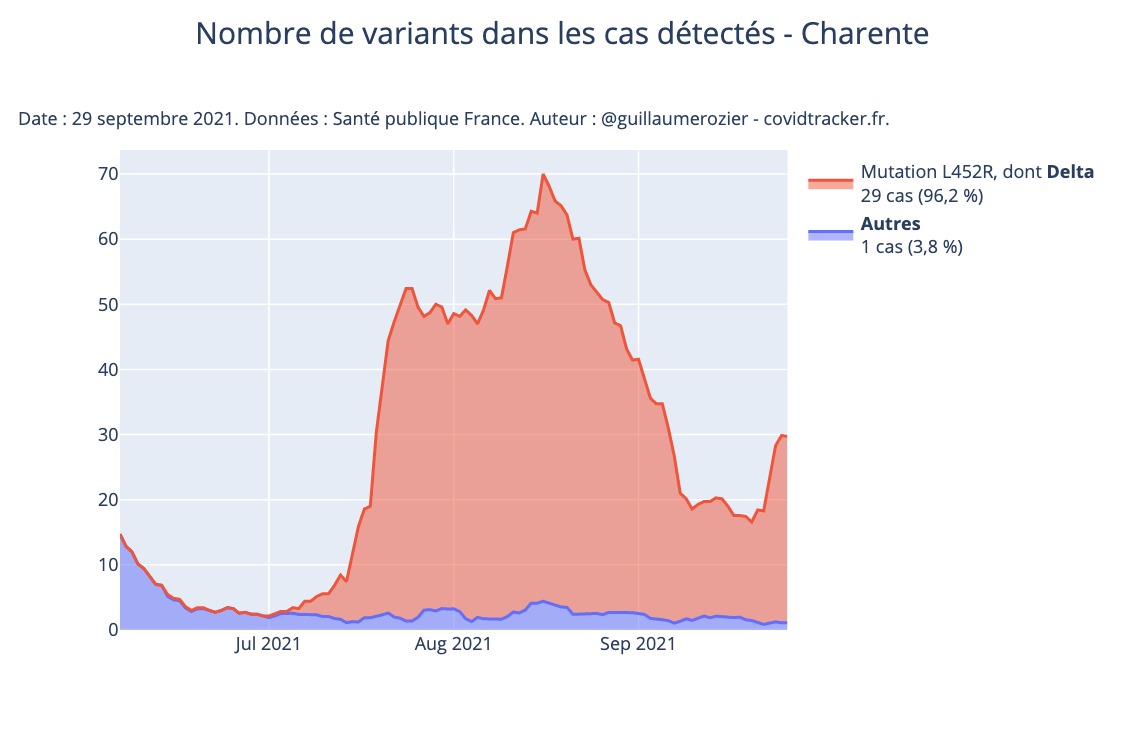 Nombre de variants dans les cas détectés - Charente
Date : 29 septembre 2021. Données : Santé publique France. Auteur : @guillaumerozier - covidtracker.fr.
Mutation L452R, dont Delta
29 cas (96,2 %)
Autres
1 cas (3,8 %)
70
60
50
40
30
20
10
0
Jul 2021
Aug 2021
Sep 2021